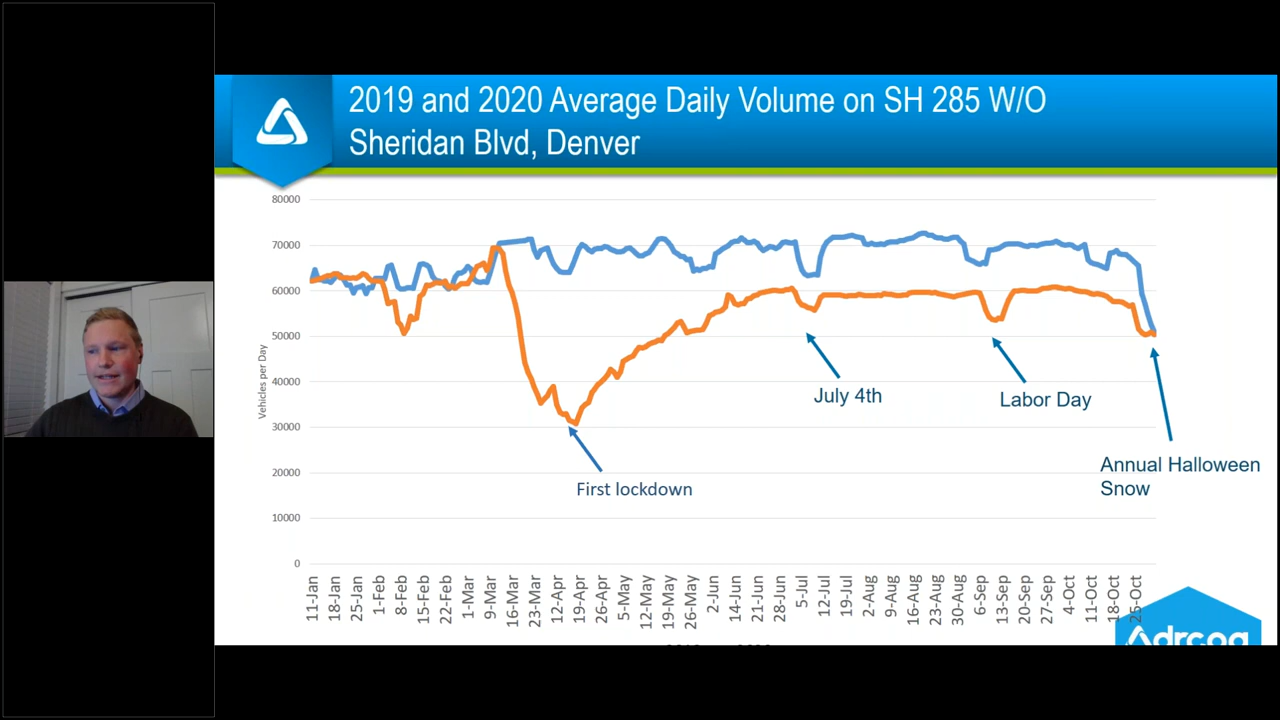 2019 and 2020 Average Daily Volume on SH 285 W/O
Sheridan Blvd, Denver
80000
70000
60000
50000
40000
30000
20000
10000
0
Vehicles per Day
July 4th
Labor Day
First lockdown
Annual Halloween
Snow
11-Jan
18-Jan
25-Jan
1-Feb
8-Feb
15-Feb
22-Feb
1-Mar
9-Mar
16-Mar
23-Mar
12-Apr
19-Apr
26-Apr
5-May
12-May
19-May
26-May
2-Jun
14-Jun
21-Jun
28-Jun
5-Jul
12-Jul
19-Jul
2-Aug
9-Aug
16-Aug
23-Aug
30-Aug
6-Sep
13-Sep
20-Sep
27-Sep
4-Oct
11-Oct
18-Oct
25-Oct
drcog